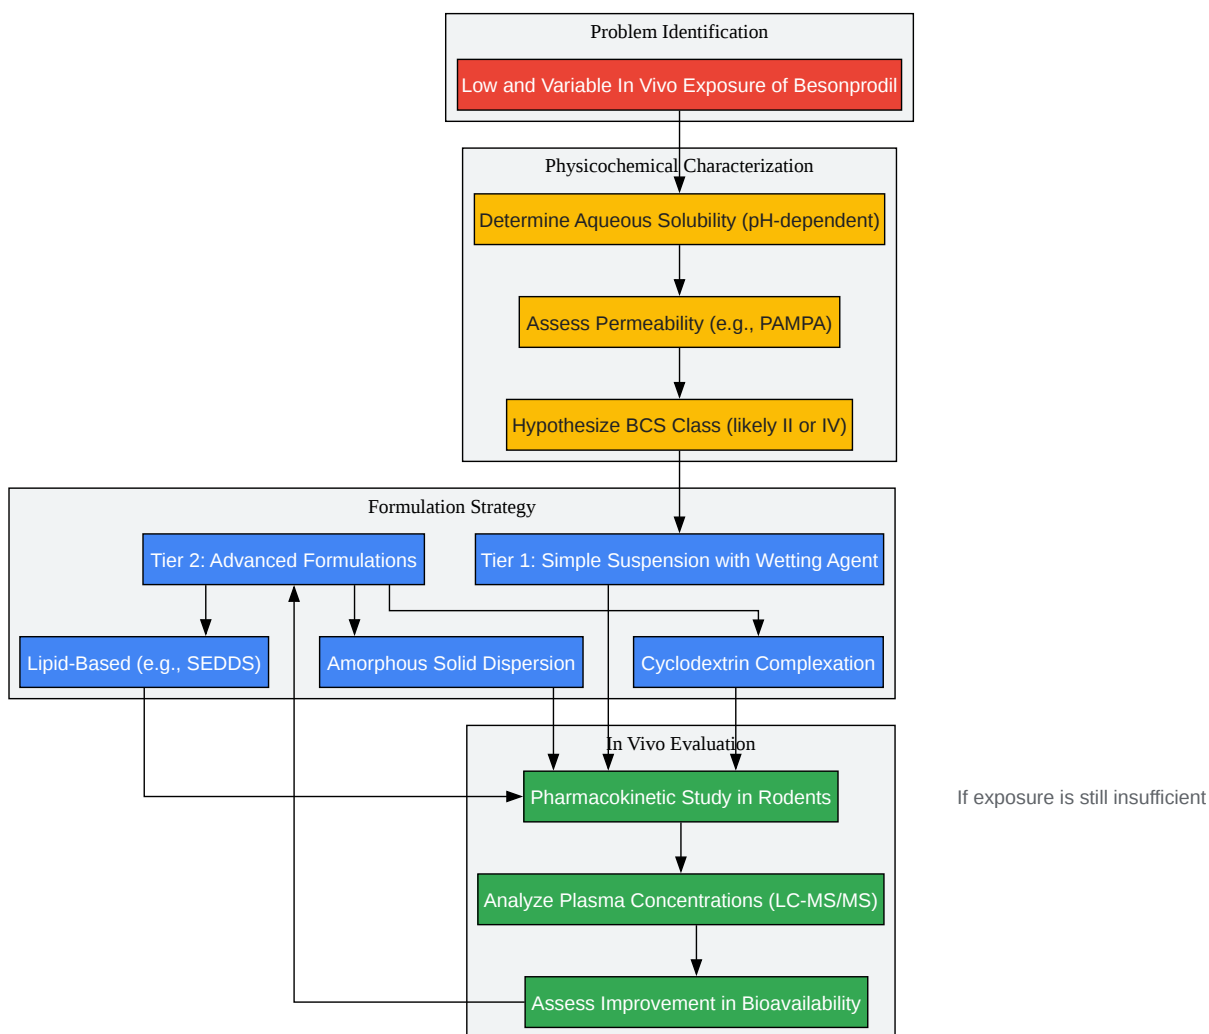 Problem Identification
Low and Variable In Vivo Exposure of Besonprodil
Physicochemical Characterization
Determine Aqueous Solubility (pH-dependent)
Assess Permeability (e.g., PAMPA)
Hypothesize BCS Class (likely II or IV)
Formulation Strategy
Tier 2: Advanced Formulations
Tier 1: Simple Suspension with Wetting Agent
Lipid-Based (e.g., SEDDS)
Amorphous Solid Dispersion
Cyclodextrin Complexation
In Vivo Evaluation
Pharmacokinetic Study in Rodents
If exposure is still insufficient
Analyze Plasma Concentrations (LC-MS/MS)
Assess Improvement in Bioavailability